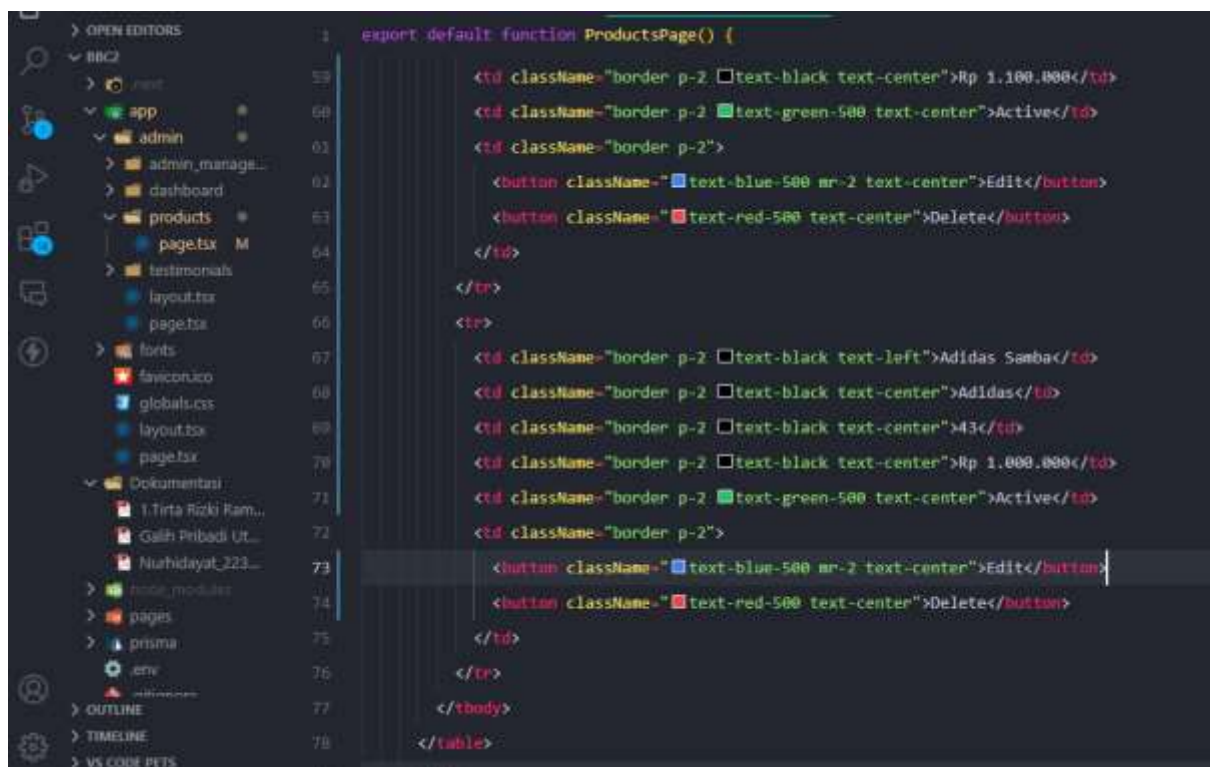 OPEN EDITORS
BBC2
.next
app
admin
admin_manage...
dashboard
products
page.tsx M
testimonials
layout.tsx
page.tsx
fonts
favicon.ico
globals.css
layout.tsx
page.tsx
Dokumentasi
1.Tirta Rizki Ram...
Galih Pribadi Ut...
Nurhidayat_223...
node_modules
pages
prisma
.env
.gitignore
OUTLINE
TIMELINE
VS CODE PETS
1 export default function ProductsPage() {
59 <td className="border p-2 text-black text-center">Rp 1.100.000</td>
60 <td className="border p-2 text-green-500 text-center">Active</td>
61 <td className="border p-2">
62 <button className="text-blue-500 mr-2 text-center">Edit</button>
63 <button className="text-red-500 text-center">Delete</button>
64 </td>
65 </tr>
66 <tr>
67 <td className="border p-2 text-black text-left">Adidas Samba</td>
68 <td className="border p-2 text-black text-center">Adidas</td>
69 <td className="border p-2 text-black text-center">43</td>
70 <td className="border p-2 text-black text-center">Rp 1.000.000</td>
71 <td className="border p-2 text-green-500 text-center">Active</td>
72 <td className="border p-2">
73 <button className="text-blue-500 mr-2 text-center">Edit</button>
74 <button className="text-red-500 text-center">Delete</button>
75 </td>
76 </tr>
77 </tbody>
78 </table>